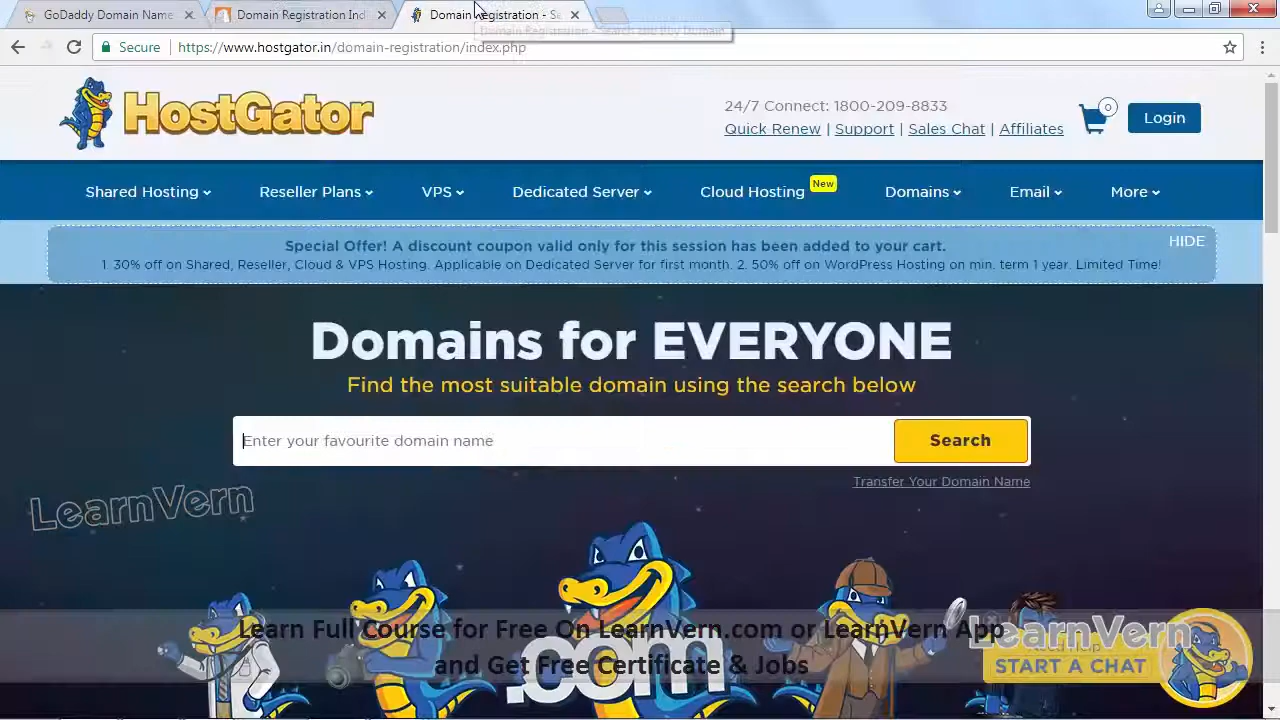 GoDaddy Domain Name
Domain Registration Ind
Domain Registration - Se
Domain Registration - Search and Buy Domain
Secure
https://www.hostgator.in/domain-registration/index.php
HostGator
24/7 Connect: 1800-209-8833
Quick Renew | Support | Sales Chat | Affiliates
0
Login
Shared Hosting
Reseller Plans
VPS
Dedicated Server
Cloud Hosting
New
Domains
Email
More
Special Offer! A discount coupon valid only for this session has been added to your cart.
HIDE
1. 30% off on Shared, Reseller, Cloud & VPS Hosting. Applicable on Dedicated Server for first month. 2. 50% off on WordPress Hosting on min. term 1 year. Limited Time!
Domains for EVERYONE
Find the most suitable domain using the search below
Enter your favourite domain name
Search
Transfer Your Domain Name
LearnVern
Learn Full Course for Free On LearnVern.com or LearnVern App
and Get Free Certificate & Jobs
.com
LearnVern
START A CHAT